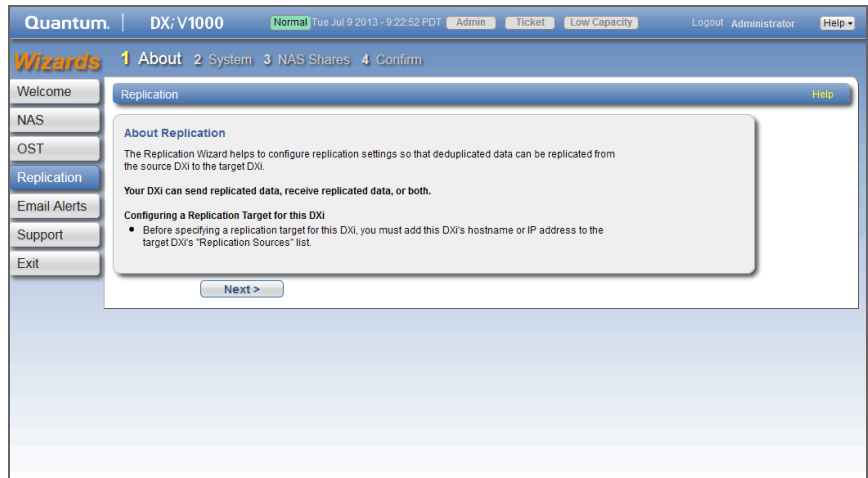 Quantum. DXi V1000 Normal Tue Jul 9 2013 - 9:22:52 PDT Admin Ticket Low Capacity Logout Administrator Help
Wizards 1 About 2 System 3 NAS Shares 4 Confirm
Welcome
NAS
OST
Replication
Email Alerts
Support
Exit
Replication Help
About Replication
The Replication Wizard helps to configure replication settings so that deduplicated data can be replicated from
the source DXi to the target DXi.
Your DXi can send replicated data, receive replicated data, or both.
Configuring a Replication Target for this DXi
• Before specifying a replication target for this DXi, you must add this DXi's hostname or IP address to the
target DXi's "Replication Sources" list.
Next >